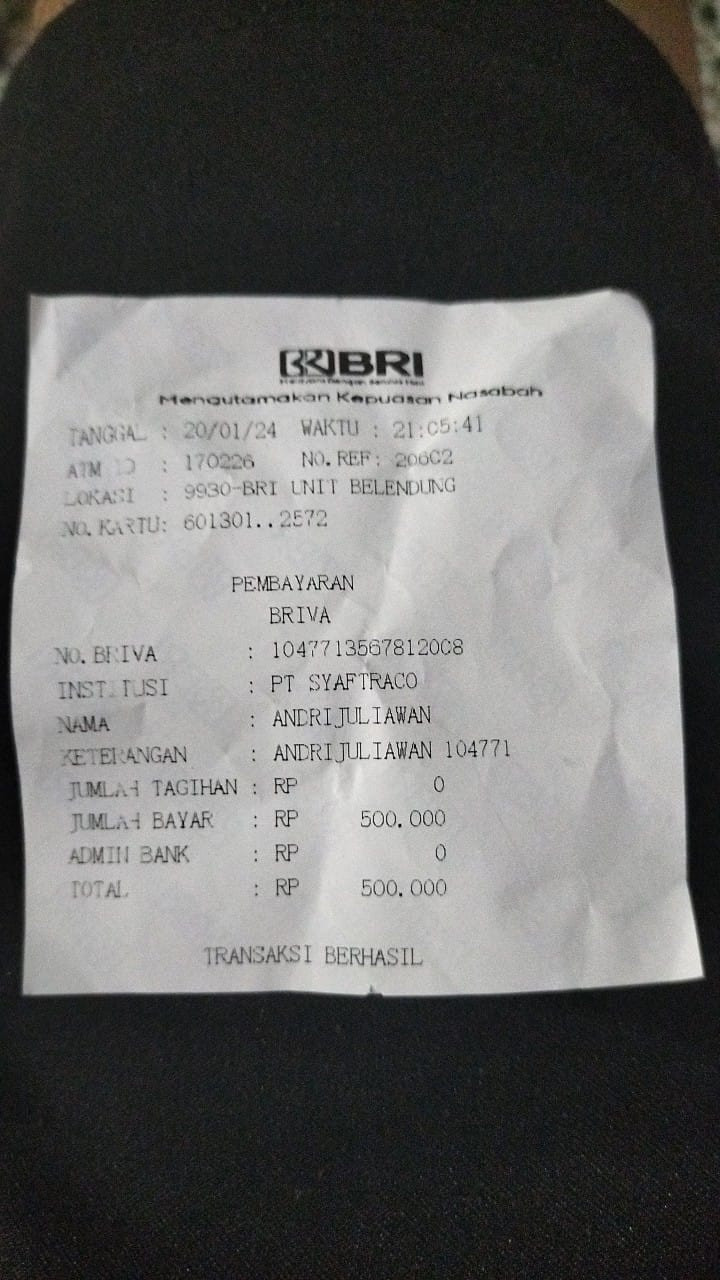 BRI
Mengutamakan Kepuasan Nasabah
TANGGAL : 20/01/24 WAKTU : 21:05:41
ATM ID : 170226 NO.REF: 20602
LOKASI : 9930-BRI UNIT BELENDUNG
NO.KARTU: 601301..2572
PEMBAYARAN
BRIVA
NO.BRIVA : 104771356781208
INSTITUSI : PT SYAFTRACO
NAMA : ANDRIJULIAWAN
KETERANGAN : ANDRIJULIAWAN 104771
JUMLAH TAGIHAN : RP 0
JUMLAH BAYAR : RP 500.000
ADMIN BANK : RP 0
TOTAL : RP 500.000
TRANSAKSI BERHASIL